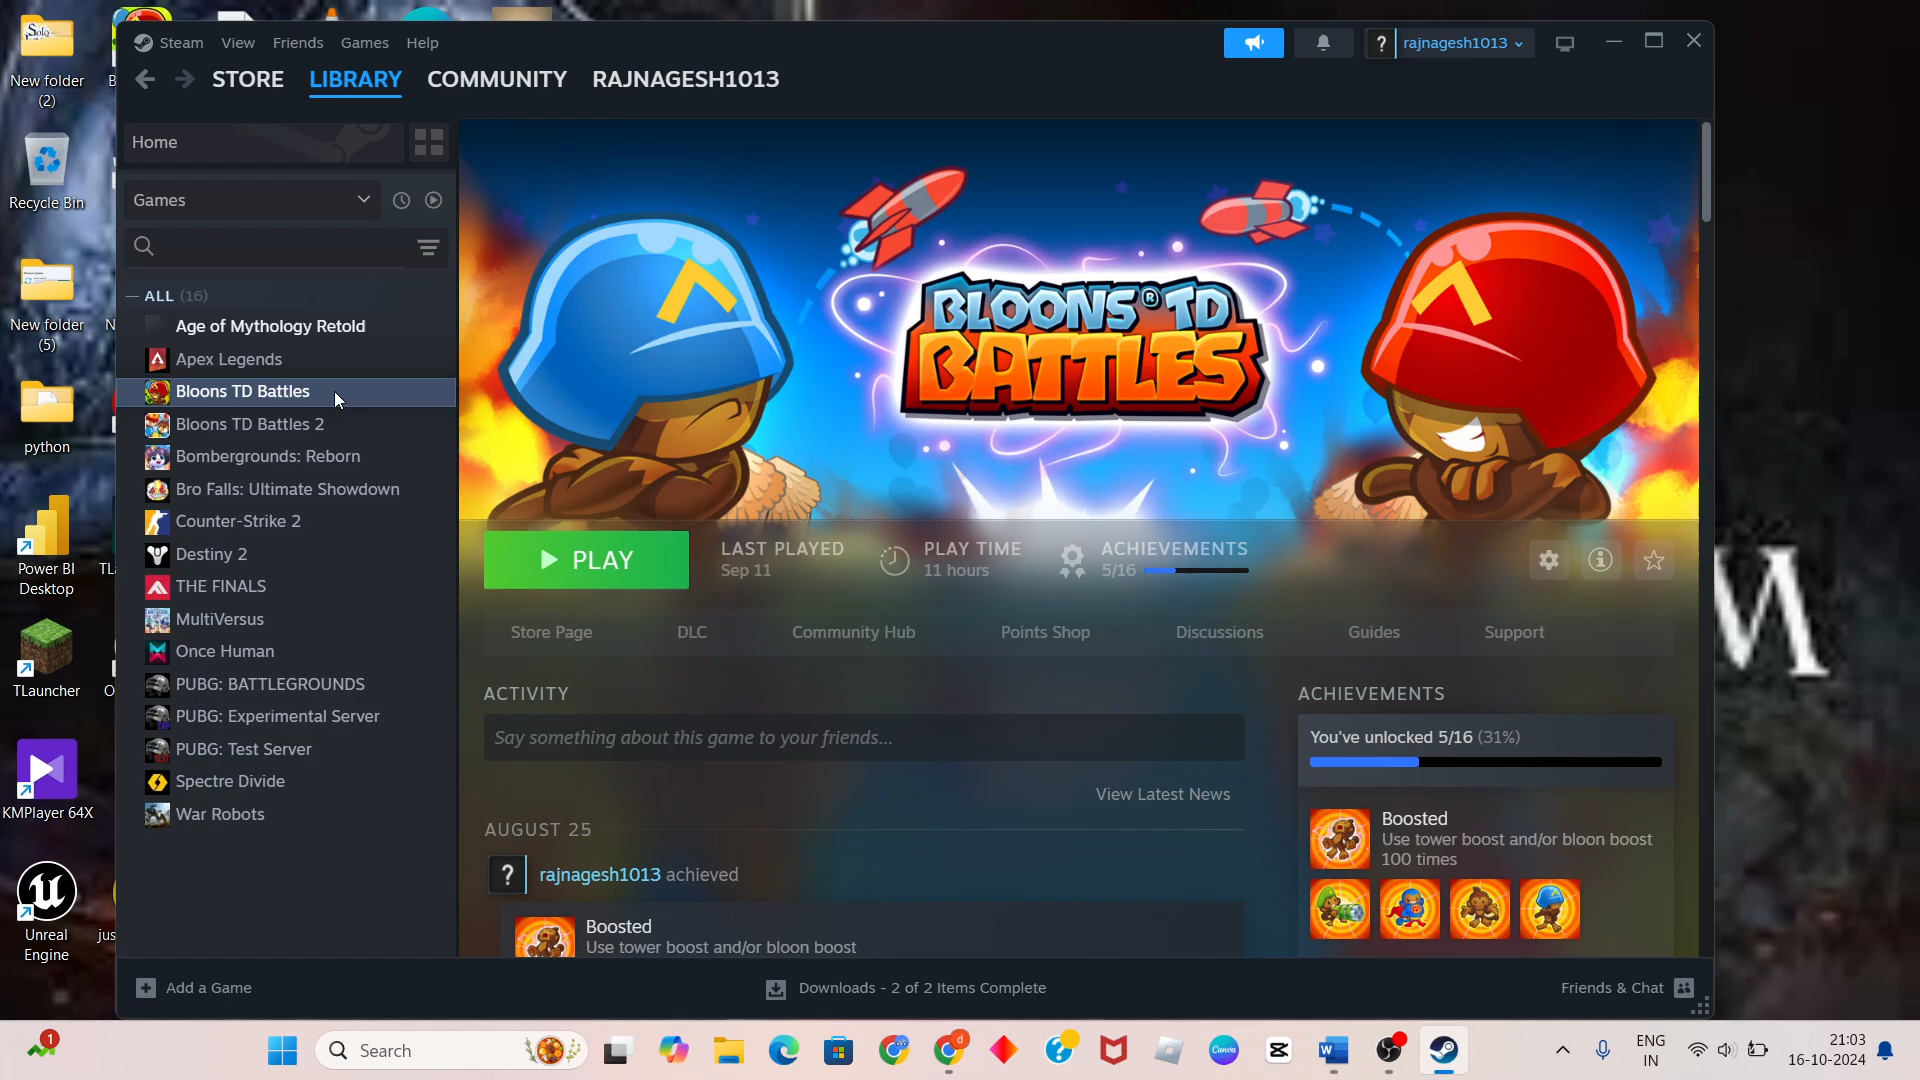 Solo
New folder
(2)
Recycle Bin
New folder
(5)
python
Power BI
Desktop
TLauncher
KMPlayer 64X
Unreal
Engine
jus
Steam View Friends Games Help
rajnagesh1013
STORE LIBRARY COMMUNITY RAJNAGESH1013
Home
Games
ALL (16)
Age of Mythology Retold
Apex Legends
Bloons TD Battles
Bloons TD Battles 2
Bombergrounds: Reborn
Bro Falls: Ultimate Showdown
Counter-Strike 2
Destiny 2
THE FINALS
MultiVersus
Once Human
PUBG: BATTLEGROUNDS
PUBG: Experimental Server
PUBG: Test Server
Spectre Divide
War Robots
BLOONS® TD
BATTLES
PLAY
LAST PLAYED
Sep 11
PLAY TIME
11 hours
ACHIEVEMENTS
5/16
Store Page DLC Community Hub Points Shop Discussions Guides Support
ACTIVITY
Say something about this game to your friends...
View Latest News
AUGUST 25
rajnagesh1013 achieved
Boosted
Use tower boost and/or bloon boost
ACHIEVEMENTS
You've unlocked 5/16 (31%)
Boosted
Use tower boost and/or bloon boost
100 times
Add a Game
Downloads - 2 of 2 Items Complete
Friends & Chat
1
Search
d
Canva
W
ENG
IN
21:03
16-10-2024